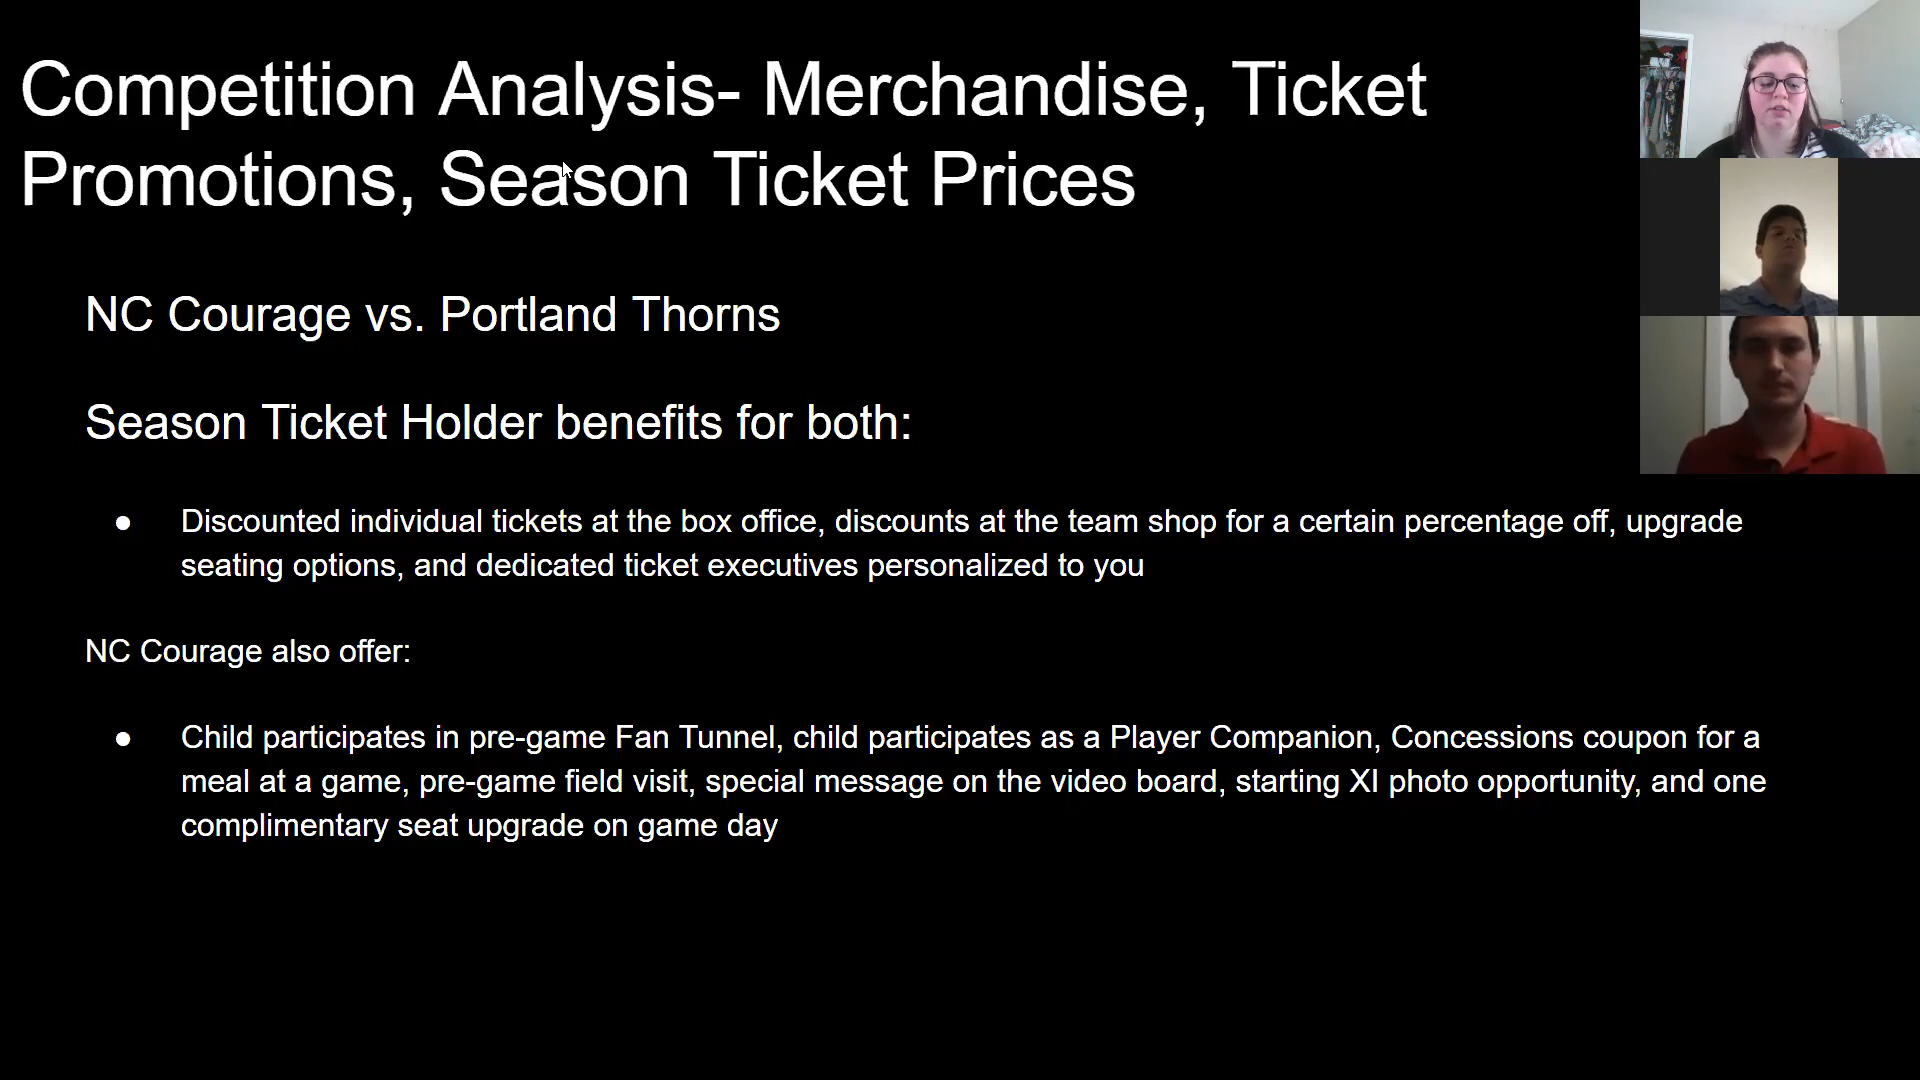 Competition Analysis- Merchandise, Ticket
Promotions, Season Ticket Prices
NC Courage vs. Portland Thorns
Season Ticket Holder benefits for both:
● Discounted individual tickets at the box office, discounts at the team shop for a certain percentage off, upgrade
seating options, and dedicated ticket executives personalized to you
NC Courage also offer:
● Child participates in pre-game Fan Tunnel, child participates as a Player Companion, Concessions coupon for a
meal at a game, pre-game field visit, special message on the video board, starting XI photo opportunity, and one
complimentary seat upgrade on game day